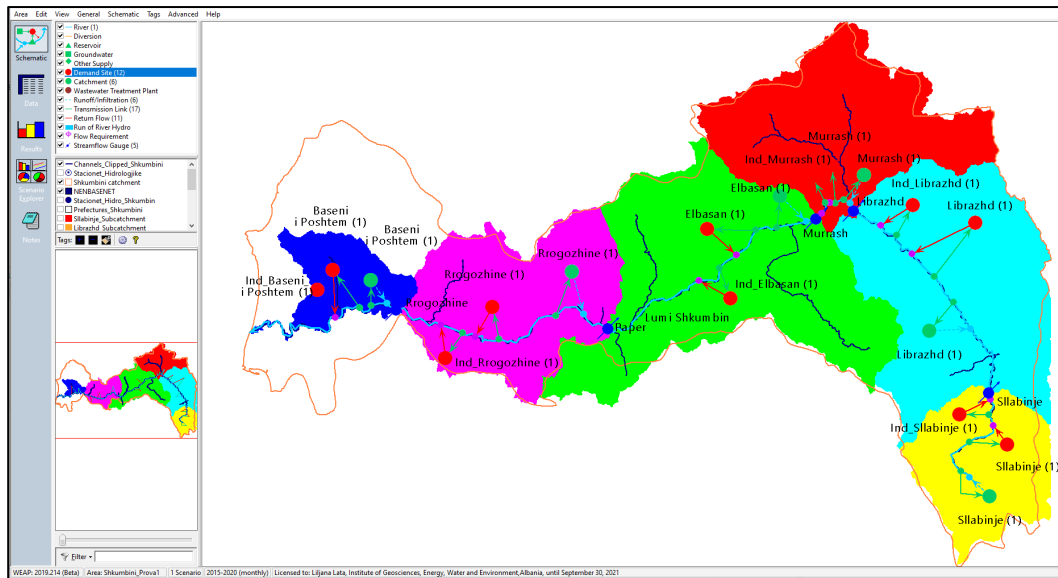 Area Edit View General Schematic Tags Advanced Help
Schematic
Data
Results
Scenario Explorer
Notes
River (1)
Diversion
Reservoir
Groundwater
Other Supply
Demand Site (12)
Catchment (6)
Wastewater Treatment Plant
Runoff/Infiltration (6)
Transmission Link (17)
Return Flow (11)
Run of River Hydro
Flow Requirement
Streamflow Gauge (5)
Channels_Clipped_Shkumbini
Stacionet_Hidrologjike
Shkumbini catchment
NENBASENET
Stacionet_Hidro_Shkumbin
Prefectures_Shkumbini
Sllabinje_Subcatchment
Librazhd Subcatchment
Tags:
Filter
Murrash (1)
Ind_Murrash (1)
Murrash (1)
Elbasan (1)
Ind_Librazhd (1)
Librazhd
Librazhd (1)
Baseni
i Poshtem (1)
Baseni
i Poshtem (1)
Elbasan (1)
Murrash
Rrogozhine (1)
Rrogozhine (1)
Ind_Baseni_
i Poshtem (1)
Ind_Elbasan (1)
Rrogozhine
Lumi Shkumbin
Paper
Librazhd (1)
Ind_Rrogozhine (1)
Sllabinje
Ind_Sllabinje (1)
Sllabinje (1)
Sllabinje (1)
WEAP: 2019.214 (Beta) Area: Shkumbini_Prova1 1 Scenario 2015-2020 (monthly) Licensed to: Liljana Lata, Institute of Geosciences, Energy, Water and Environment,Albania, until September 30, 2021